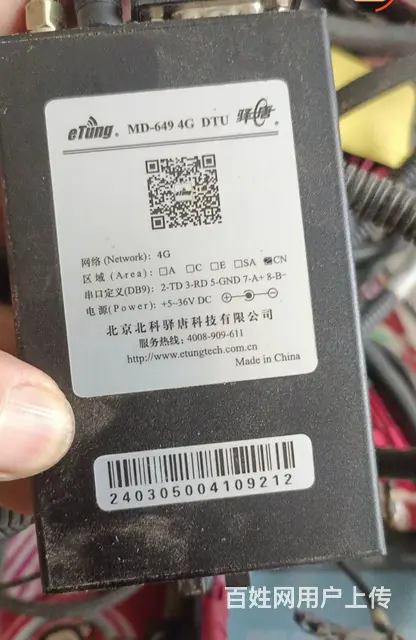 eTung® MD-649 4G DTU 驿唐®
网络(Network): 4G
区域(Area): □A □C □E □SA ■CN
串口定义(DB9): 2-TD 3-RD 5-GND 7-A+ 8-B-
电源(Power): +5~36V DC
北京北科驿唐科技有限公司
服务热线: 4008-909-611
http://www.etungtech.com.cn
Made in China
240305004109212
百姓网用户上传